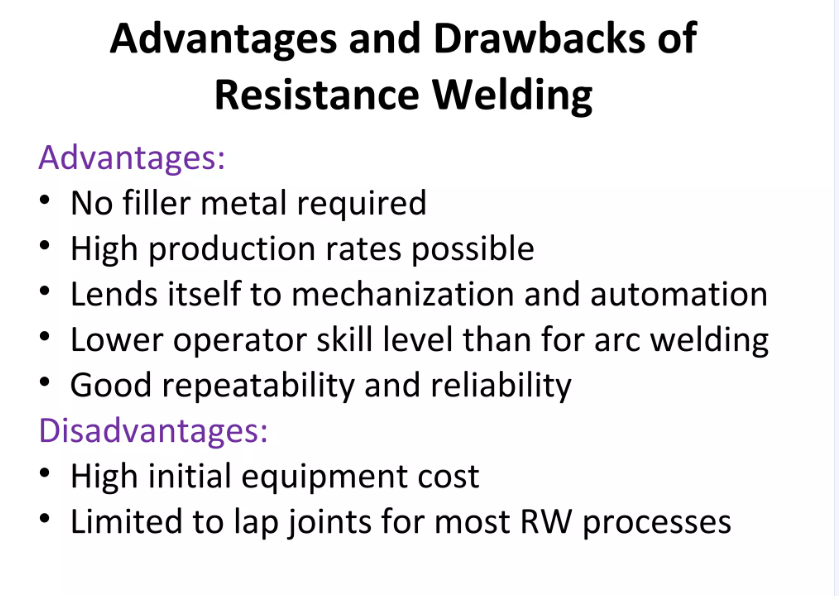 Advantages and Drawbacks of
Resistance Welding
Advantages:
• No filler metal required
• High production rates possible
• Lends itself to mechanization and automation
• Lower operator skill level than for arc welding
• Good repeatability and reliability
Disadvantages:
• High initial equipment cost
• Limited to lap joints for most RW processes